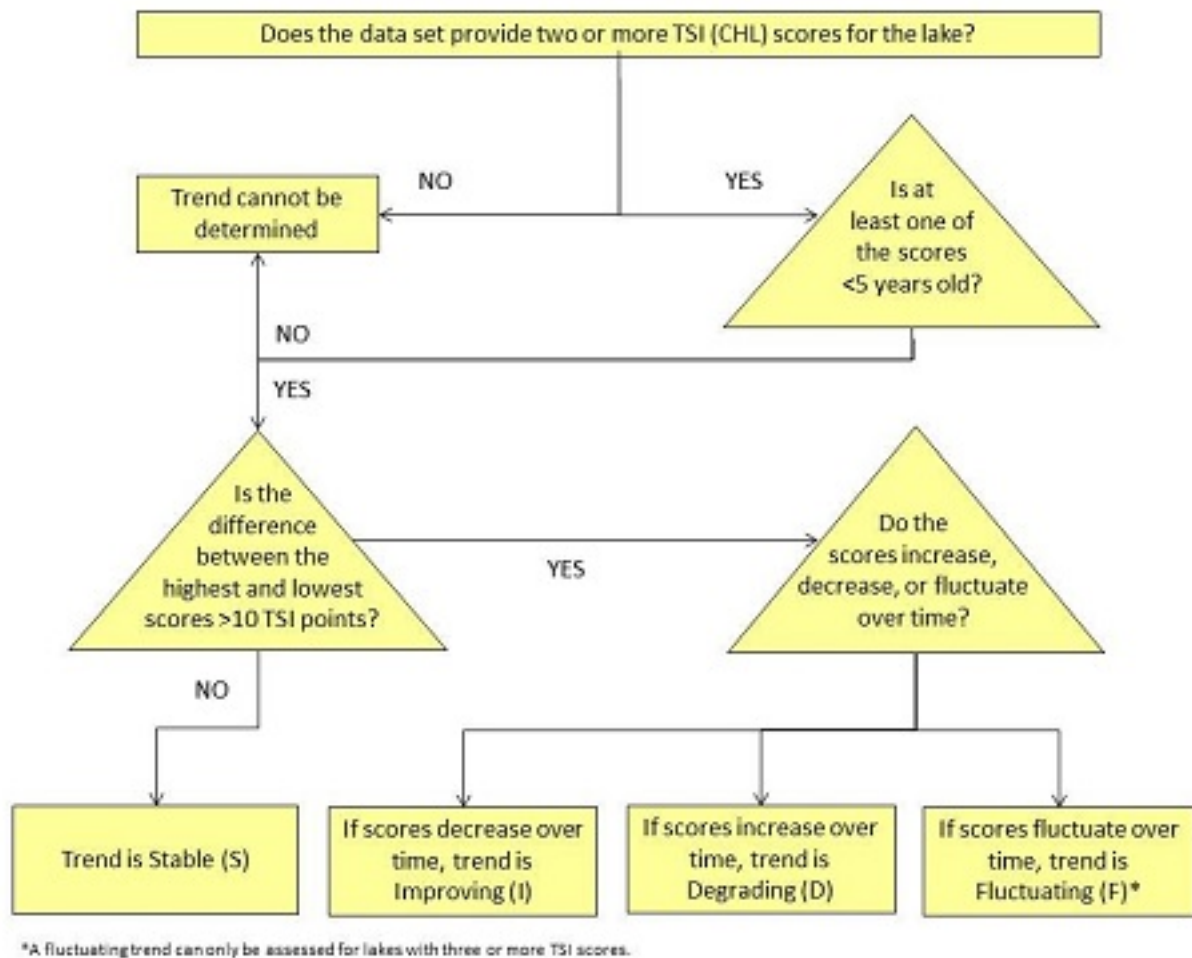 Does the data set provide two or more TSI (CHL) scores for the lake?
NO
YES
Trend cannot be
determined
Is at
least one of
the scores
<5 years old?
NO
YES
Is the
difference
between the
highest and lowest
scores >10 TSI points?
YES
Do the
scores increase,
decrease, or fluctuate
over time?
NO
Trend is Stable (S)
If scores decrease over
time, trend is
Improving (I)
If scores increase over
time, trend is
Degrading (D)
If scores fluctuate over
time, trend is
Fluctuating (F)*
*A fluctuating trend can only be assessed for lakes with three or more TSI scores.